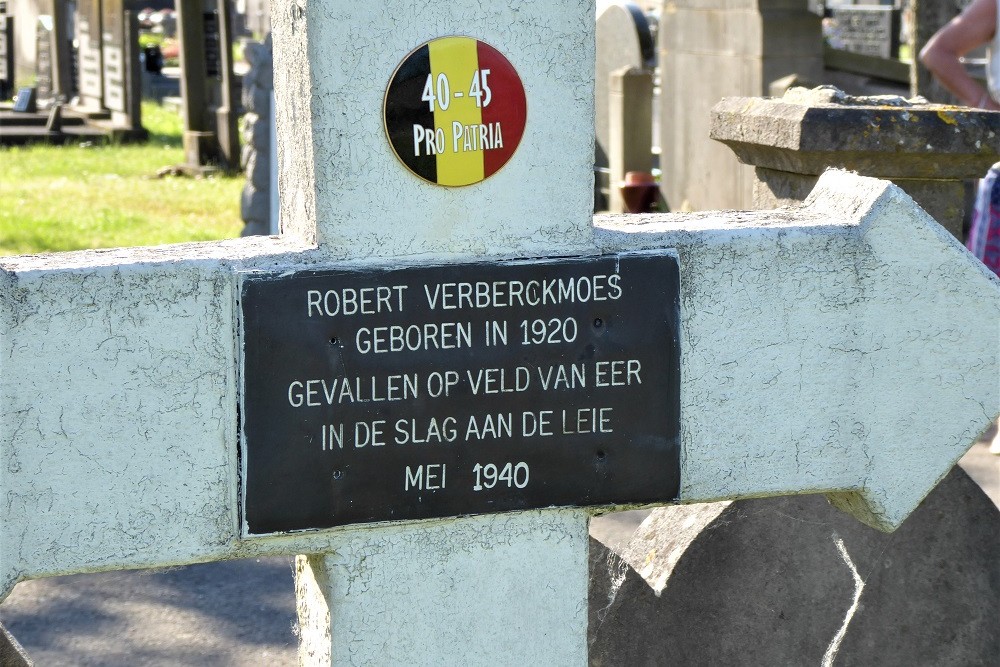 40-45
PRO PATRIA
ROBERT VERBERCKMOES
GEBOREN IN 1920
GEVALLEN OP VELD VAN EER
IN DE SLAG AAN DE LEIE
MEI 1940